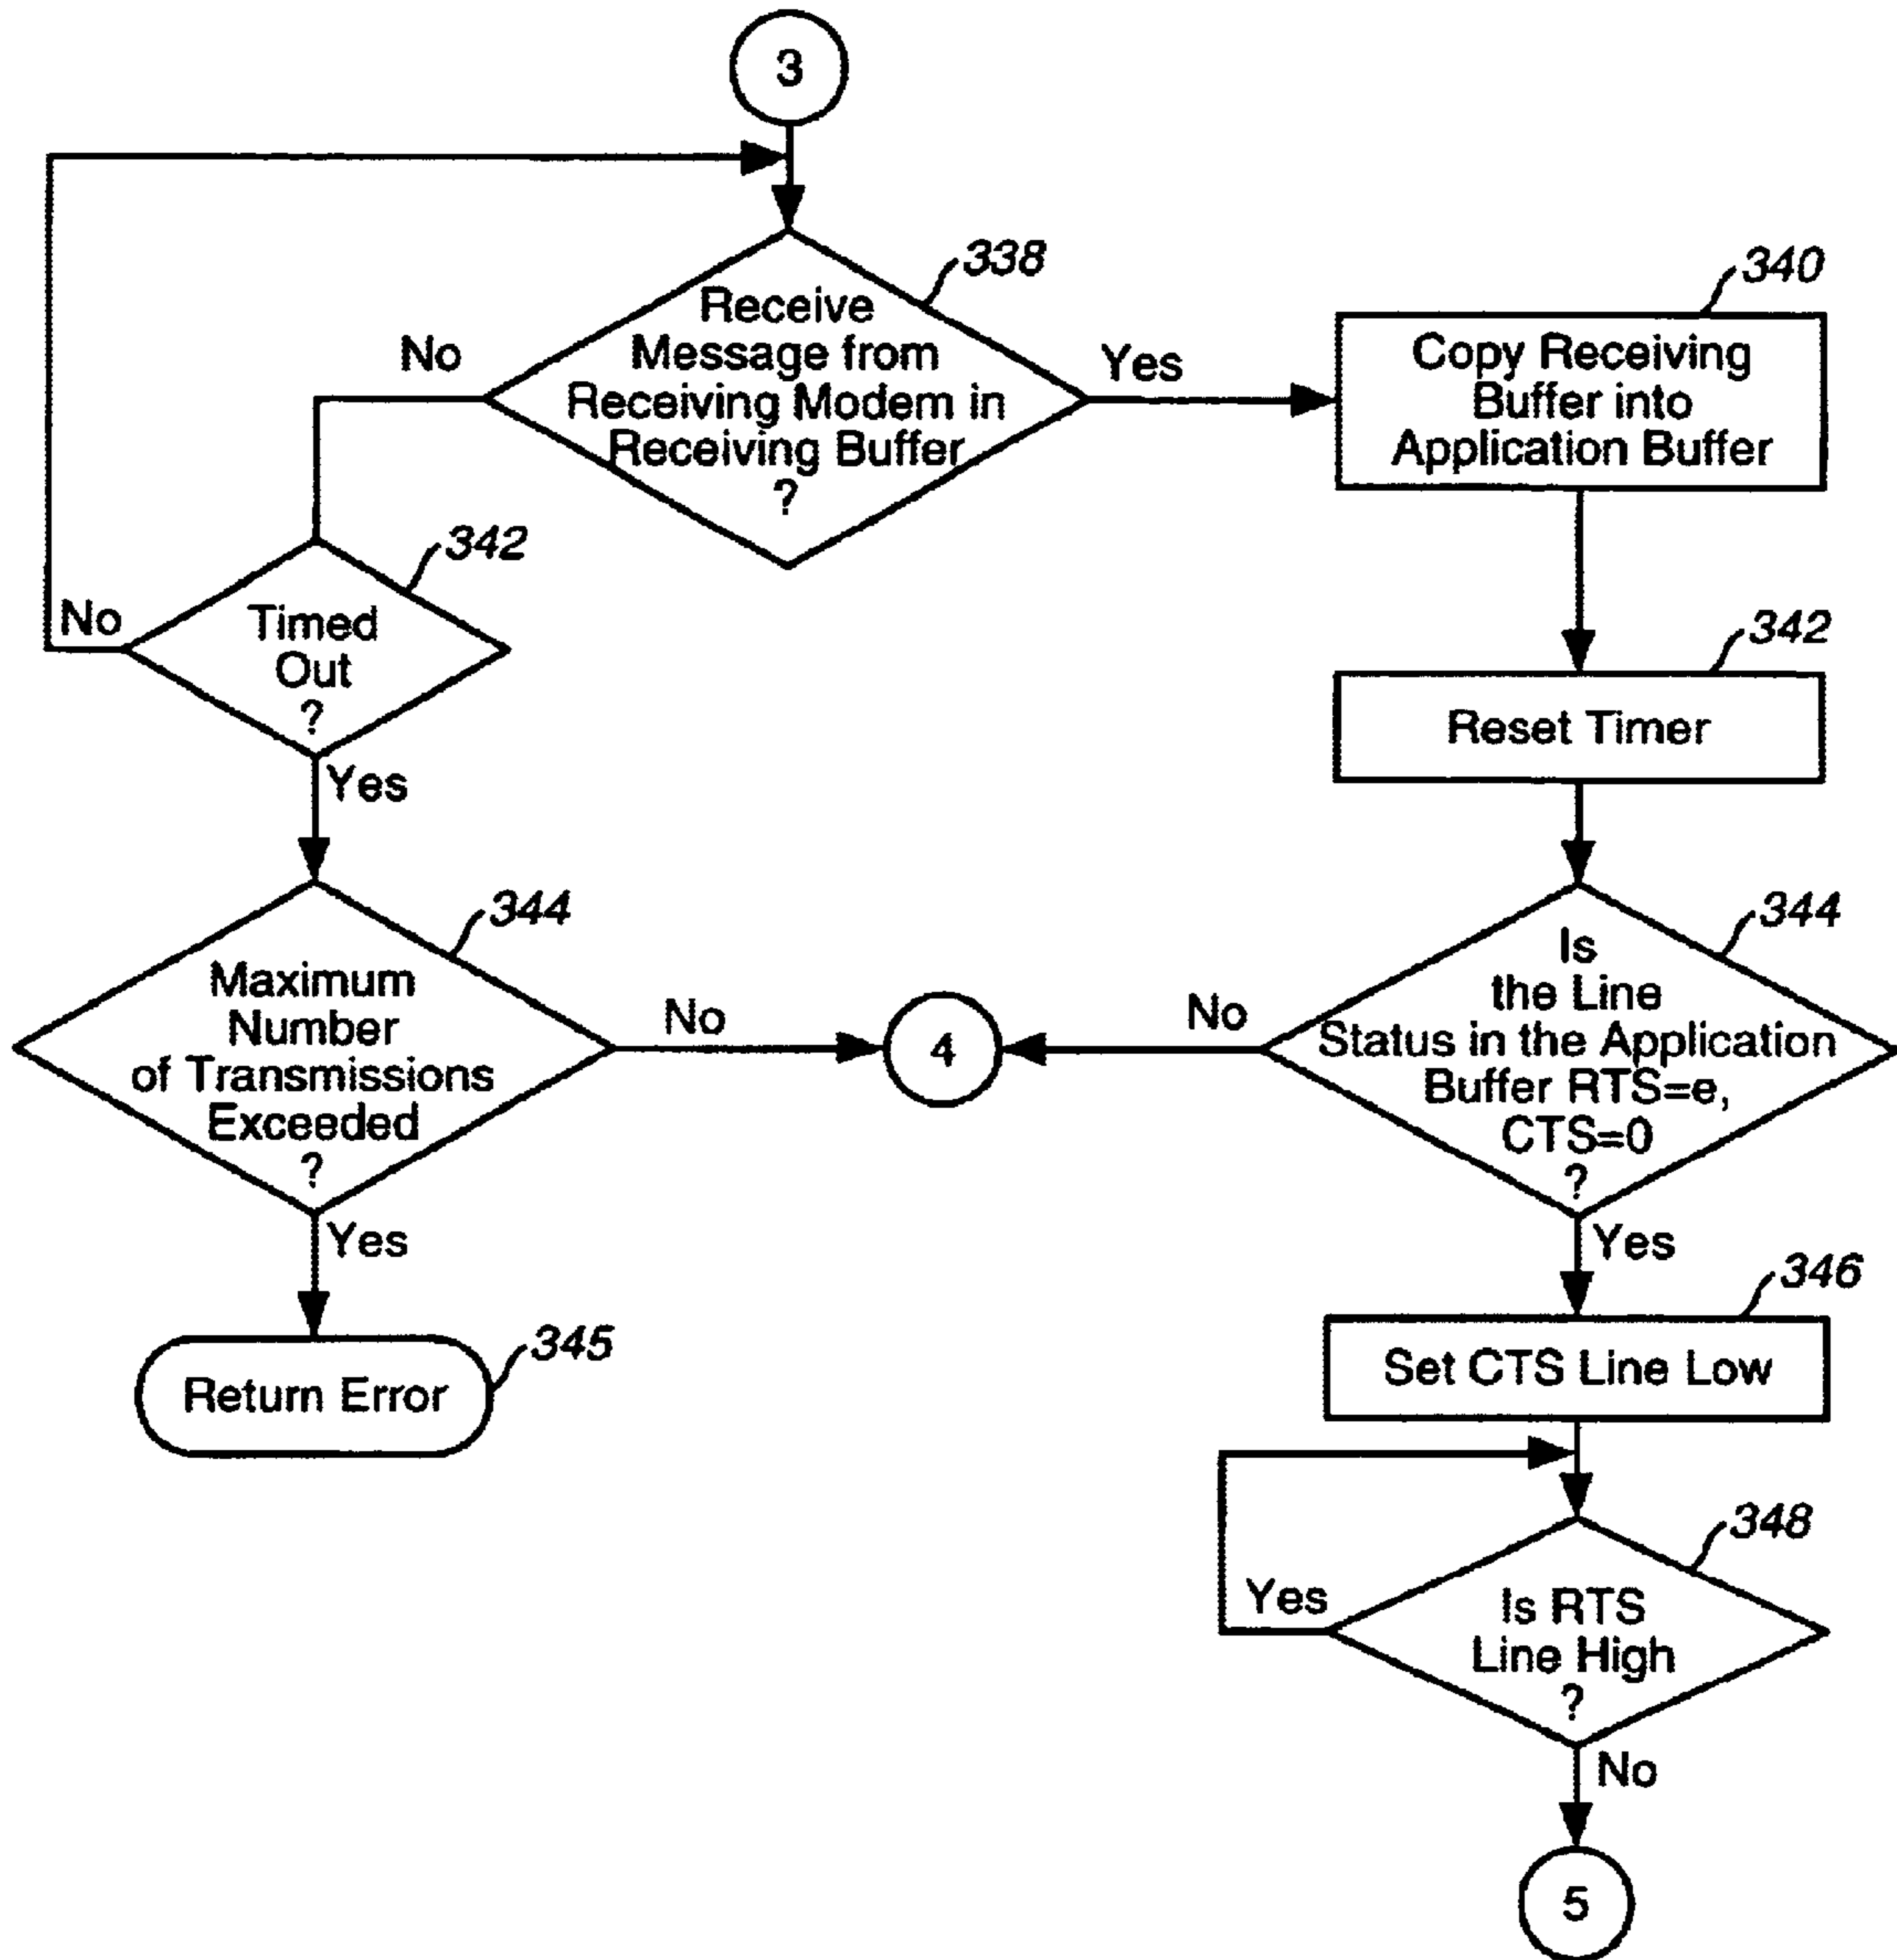 3
338
Receive
Message from
Receiving Modem in
Receiving Buffer
?
No
Yes
340
Copy Receiving
Buffer into
Application Buffer
342
Timed
Out
?
No
Yes
342
Reset Timer
344
Maximum
Number
of Transmissions
Exceeded
?
No
Yes
4
344
Is
the Line
Status in the Application
Buffer RTS=e,
CTS=0
?
No
Yes
345
Return Error
346
Set CTS Line Low
348
Is RTS
Line High
?
Yes
No
5